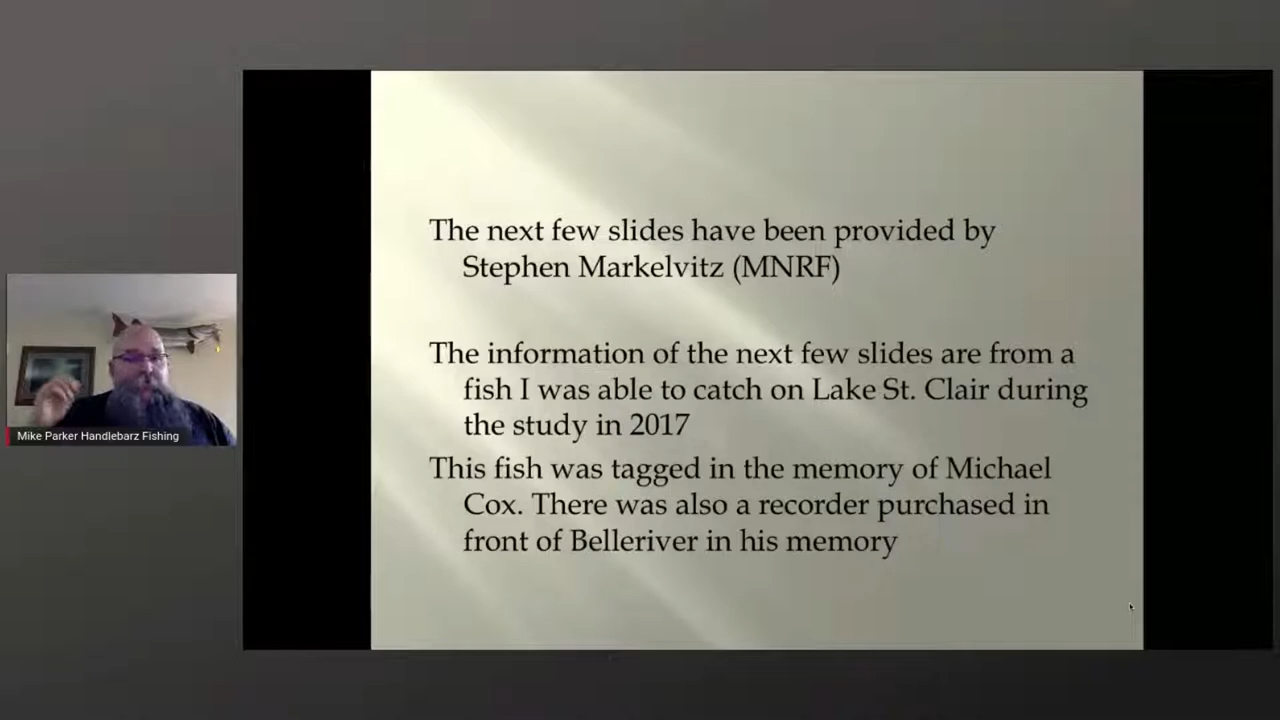 The next few slides have been provided by
Stephen Markelvitz (MNRF)
The information of the next few slides are from a
fish I was able to catch on Lake St. Clair during
the study in 2017
This fish was tagged in the memory of Michael
Cox. There was also a recorder purchased in
front of Belleriver in his memory
Mike Parker Handlebarz Fishing